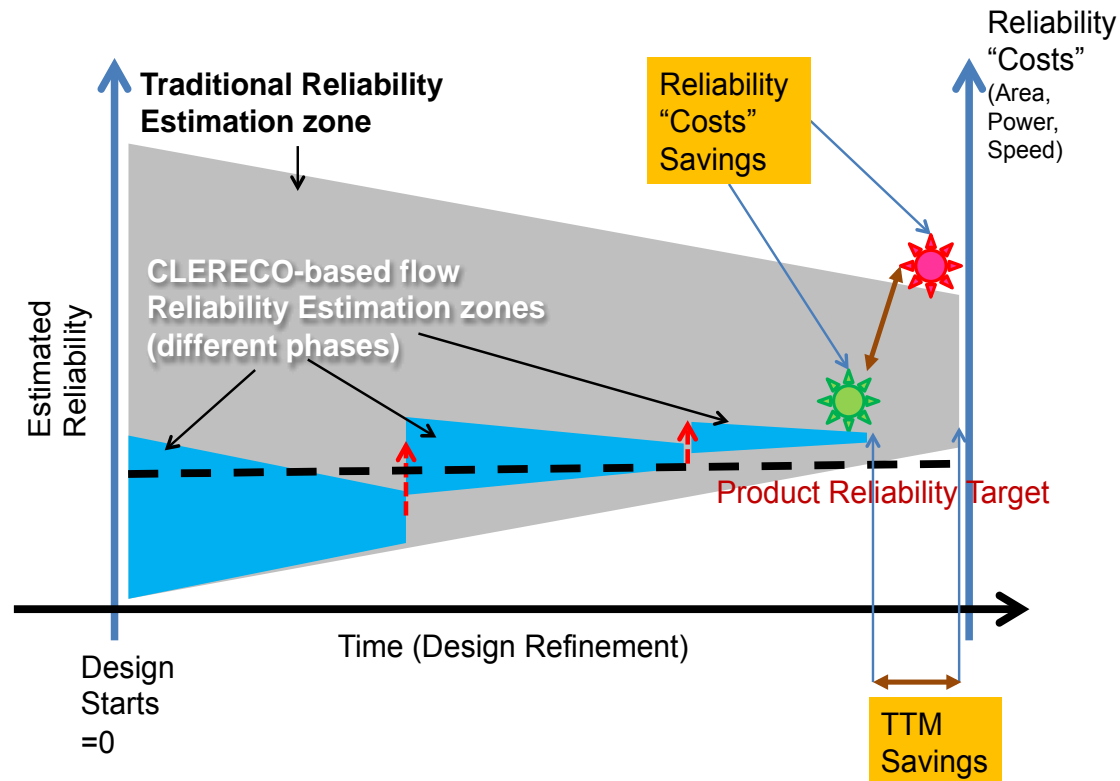 Reliability
“Costs”
(Area,
Power,
Speed)
Traditional Reliability
Estimation zone
Reliability
“Costs”
Savings
CLERECO-based flow
Reliability Estimation zones
(different phases)
Estimated
Reliability
Product Reliability Target
Time (Design Refinement)
Design
Starts
=0
TTM
Savings